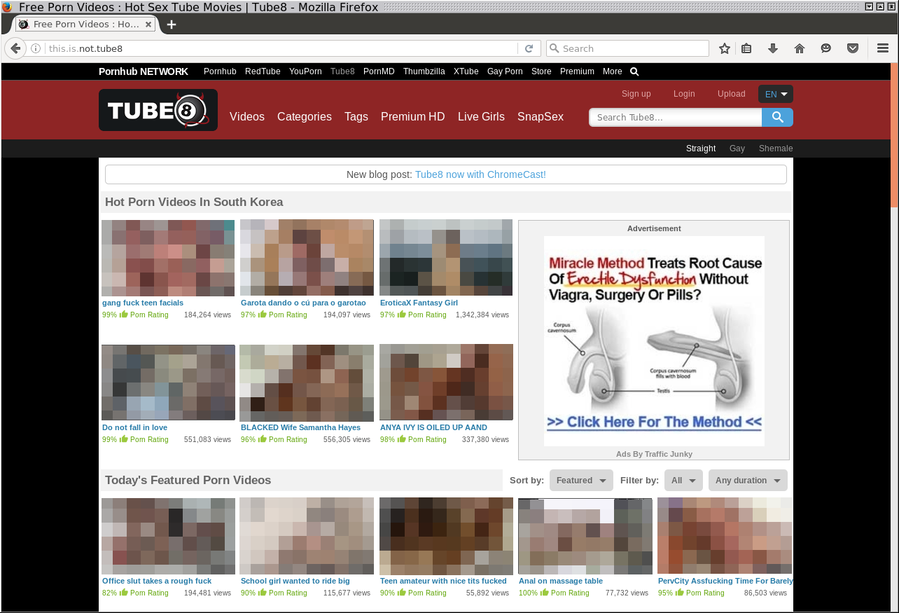 Free Porn Videos : Hot Sex Tube Movies | Tube8 - Mozilla Firefox
Free Porn Videos : Ho…
this.is.not.tube8
Search
Pornhub NETWORK Pornhub RedTube YouPorn Tube8 PornMD Thumbzilla XTube Gay Porn Store Premium More
Sign up Login Upload EN
TUBE8
Videos Categories Tags Premium HD Live Girls SnapSex
Search Tube8...
Straight Gay Shemale
New blog post: Tube8 now with ChromeCast!
Hot Porn Videos In South Korea
gang fuck teen facials
99% Porn Rating 184,264 views
Garota dando o cú para o garotao
97% Porn Rating 194,097 views
EroticaX Fantasy Girl
97% Porn Rating 1,342,384 views
Do not fall in love
99% Porn Rating 551,083 views
BLACKED Wife Samantha Hayes
96% Porn Rating 556,305 views
ANYA IVY IS OILED UP AAND
98% Porn Rating 337,380 views
Advertisement
Miracle Method Treats Root Cause
Of Erectile Dysfunction Without
Viagra, Surgery Or Pills?
Corpus
cavernosum
Corpus cavernosum
fills with blood
Testis
>> Click Here For The Method <<
Ads By Traffic Junky
Today's Featured Porn Videos
Sort by: Featured Filter by: All Any duration
Office slut takes a rough fuck
82% Porn Rating 194,481 views
School girl wanted to ride big
90% Porn Rating 115,677 views
Teen amateur with nice tits fucked
90% Porn Rating 55,892 views
Anal on massage table
100% Porn Rating 77,732 views
PervCity Assfucking Time For Barely
95% Porn Rating 86,503 views